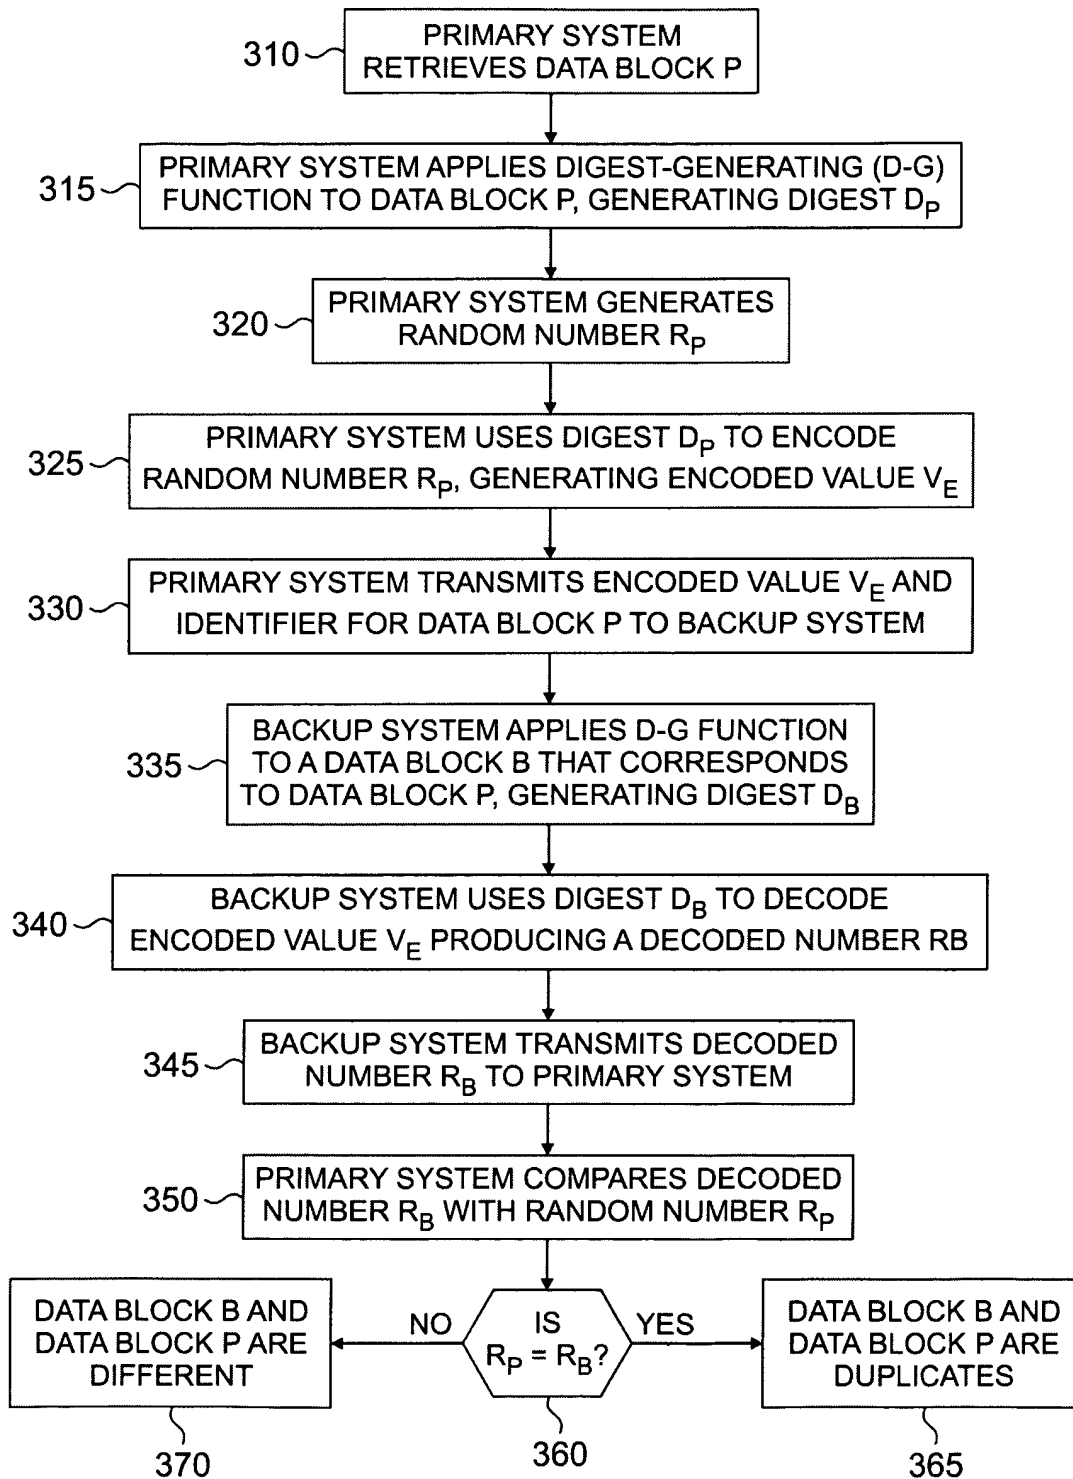 310
PRIMARY SYSTEM
RETRIEVES DATA BLOCK P
315
PRIMARY SYSTEM APPLIES DIGEST-GENERATING (D-G)
FUNCTION TO DATA BLOCK P, GENERATING DIGEST DP
320
PRIMARY SYSTEM GENERATES
RANDOM NUMBER RP
325
PRIMARY SYSTEM USES DIGEST DP TO ENCODE
RANDOM NUMBER RP, GENERATING ENCODED VALUE VE
330
PRIMARY SYSTEM TRANSMITS ENCODED VALUE VE AND
IDENTIFIER FOR DATA BLOCK P TO BACKUP SYSTEM
335
BACKUP SYSTEM APPLIES D-G FUNCTION
TO A DATA BLOCK B THAT CORRESPONDS
TO DATA BLOCK P, GENERATING DIGEST DB
340
BACKUP SYSTEM USES DIGEST DB TO DECODE
ENCODED VALUE VE PRODUCING A DECODED NUMBER RB
345
BACKUP SYSTEM TRANSMITS DECODED
NUMBER RB TO PRIMARY SYSTEM
350
PRIMARY SYSTEM COMPARES DECODED
NUMBER RB WITH RANDOM NUMBER RP
DATA BLOCK B AND
DATA BLOCK P ARE
DIFFERENT
370
NO
IS
RP = RB?
360
YES
DATA BLOCK B AND
DATA BLOCK P ARE
DUPLICATES
365